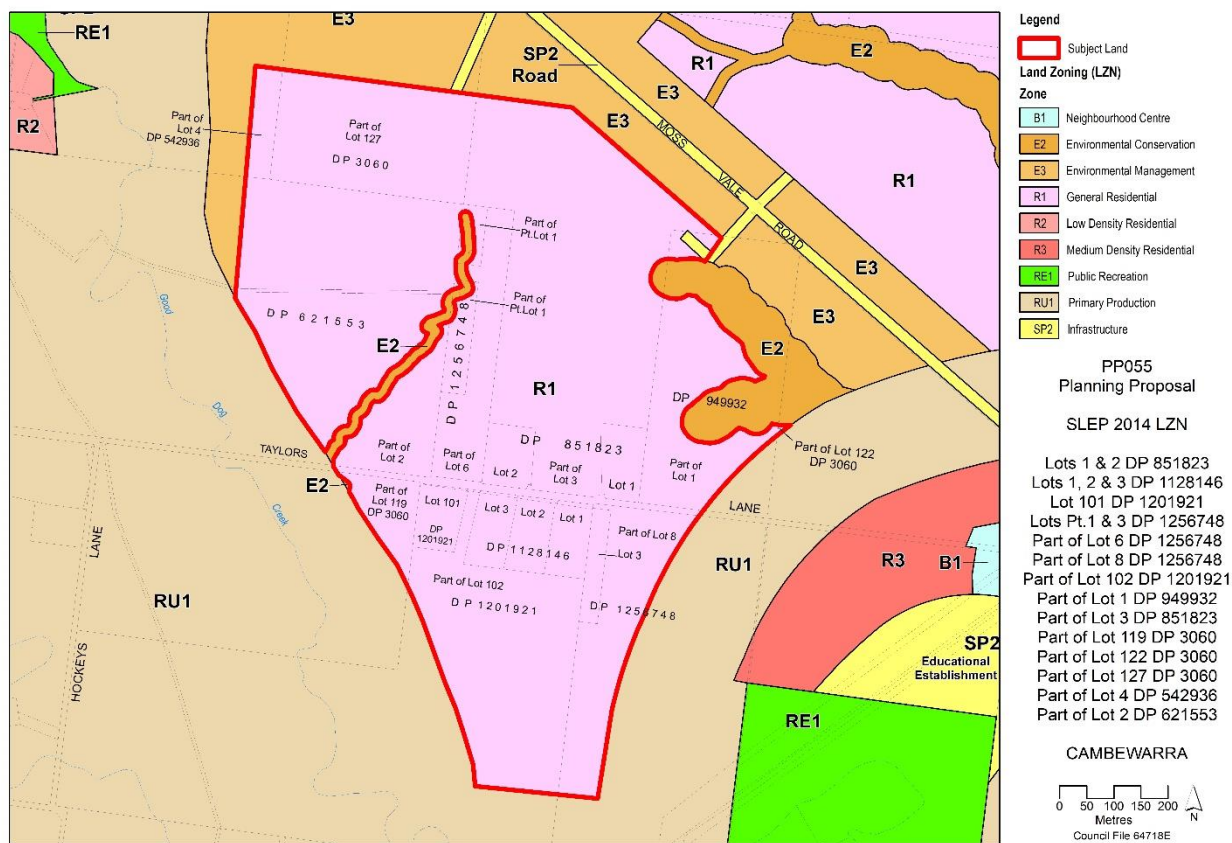 RE1
R2
E3
SP2
Road
R1
E2
E3
E3
R1
MOSS
VALE
ROAD
Part of
Lot 4
DP 542936
Part of
Lot 127
DP 3060
Part of
Pt.Lot 1
Part of
Pt.Lot 1
DP 621553
DP 1256748
E2
R1
E2
E3
E3
DP 949932
DP 851823
Part of Lot 122
DP 3060
Good
Dog
Creek
TAYLORS
LANE
Part of
Lot 2
Part of
Lot 6
Lot 2
Part of
Lot 3
Lot 1
Part of
Lot 1
E2
Part of
Lot 119
DP 3060
Lot 101
DP
1201921
Lot 3
Lot 2
Lot 1
DP 1128146
Part of Lot 8
Lot 3
Part of Lot 102
DP 1201921
DP 1256748
RU1
RU1
HOCKEYS
LANE
R3
B1
SP2
Educational
Establishment
RE1
Legend
Subject Land
Land Zoning (LZN)
Zone
B1 Neighbourhood Centre
E2 Environmental Conservation
E3 Environmental Management
R1 General Residential
R2 Low Density Residential
R3 Medium Density Residential
RE1 Public Recreation
RU1 Primary Production
SP2 Infrastructure
PP055
Planning Proposal
SLEP 2014 LZN
Lots 1 & 2 DP 851823
Lots 1, 2 & 3 DP 1128146
Lot 101 DP 1201921
Lots Pt.1 & 3 DP 1256748
Part of Lot 6 DP 1256748
Part of Lot 8 DP 1256748
Part of Lot 102 DP 1201921
Part of Lot 1 DP 949932
Part of Lot 3 DP 851823
Part of Lot 119 DP 3060
Part of Lot 122 DP 3060
Part of Lot 127 DP 3060
Part of Lot 4 DP 542936
Part of Lot 2 DP 621553
CAMBEWARRA
0 50 100 150 200
Metres
N
Council File 64718E